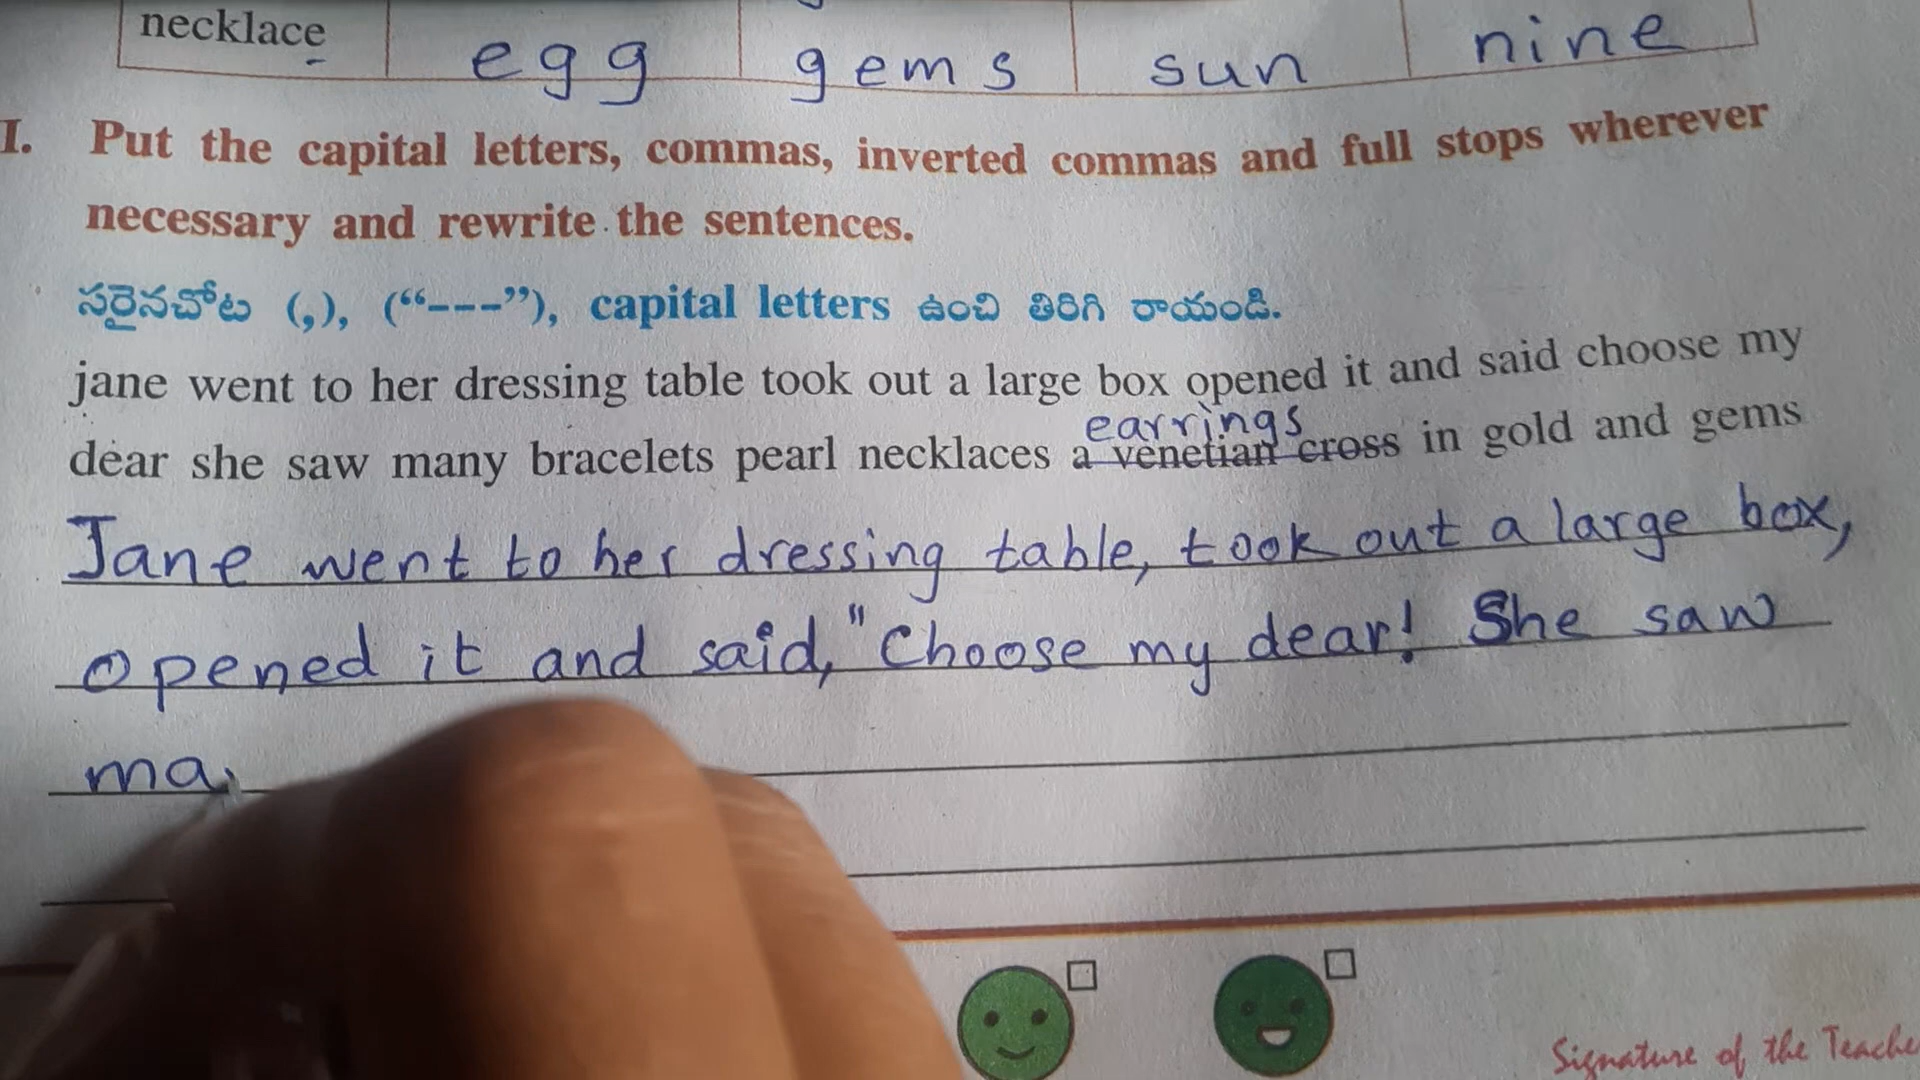 necklace egg gems sun nine
I. Put the capital letters, commas, inverted commas and full stops wherever
necessary and rewrite the sentences.
సరైనచోట (,), (“---”), capital letters ఉంచి తిరిగి రాయండి.
jane went to her dressing table took out a large box opened it and said choose my
earrings
dear she saw many bracelets pearl necklaces a venetian cross in gold and gems
Jane went to her dressing table, took out a large box,
opened it and said, "Choose my dear! She saw
ma
Signature of the Teache